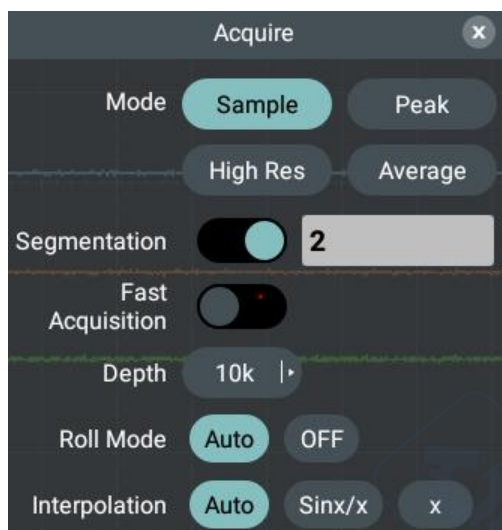 Acquire
Mode Sample Peak
High Res Average
Segmentation 2
Fast
Acquisition
Depth 10k
Roll Mode Auto OFF
Interpolation Auto Sinx/x x